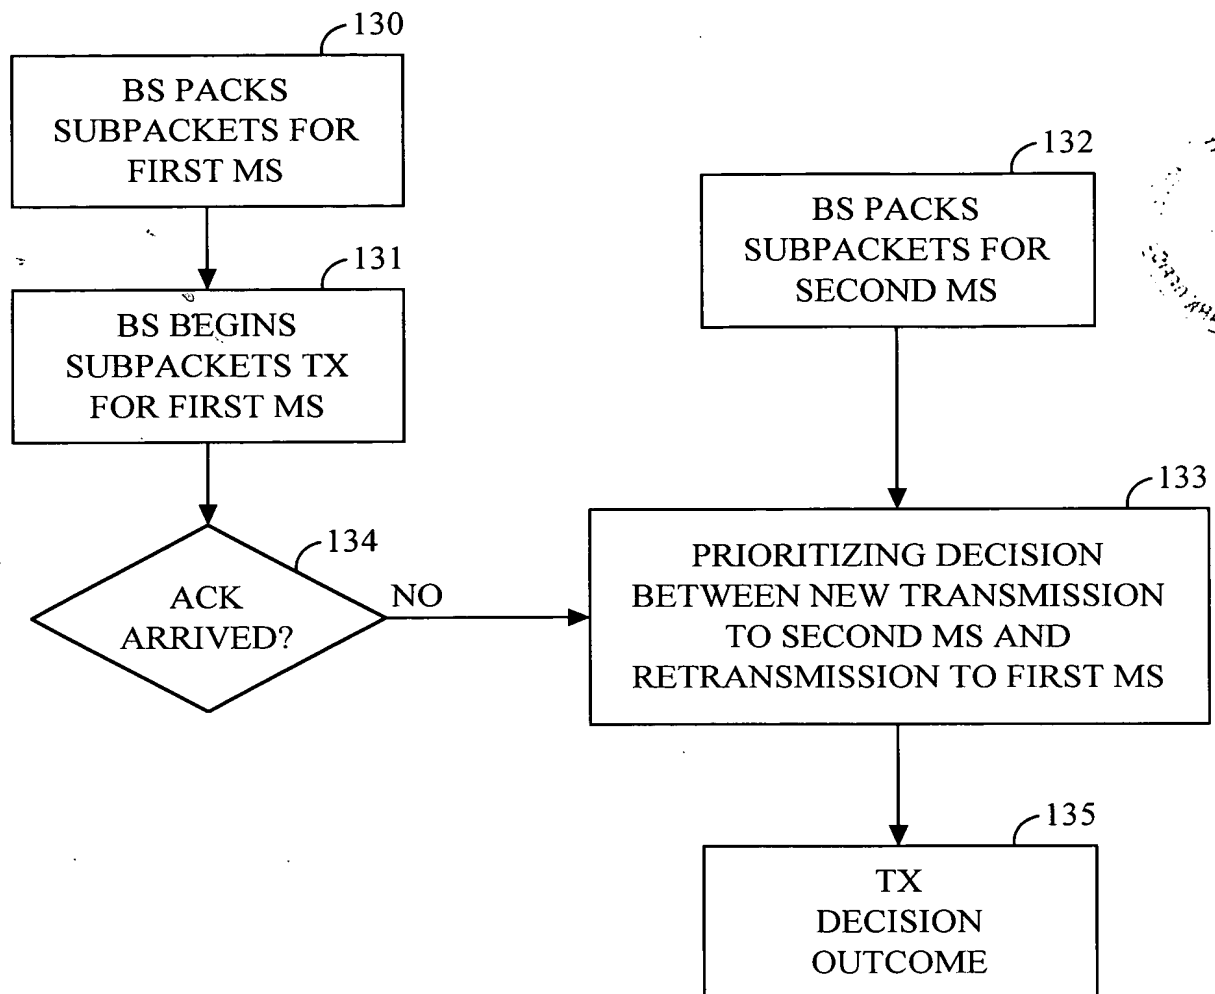 130
BS PACKS
SUBPACKETS FOR
FIRST MS
132
BS PACKS
SUBPACKETS FOR
SECOND MS
131
BS BEGINS
SUBPACKETS TX
FOR FIRST MS
133
PRIORITIZING DECISION
BETWEEN NEW TRANSMISSION
TO SECOND MS AND
RETRANSMISSION TO FIRST MS
134
ACK
ARRIVED?
NO
135
TX
DECISION
OUTCOME